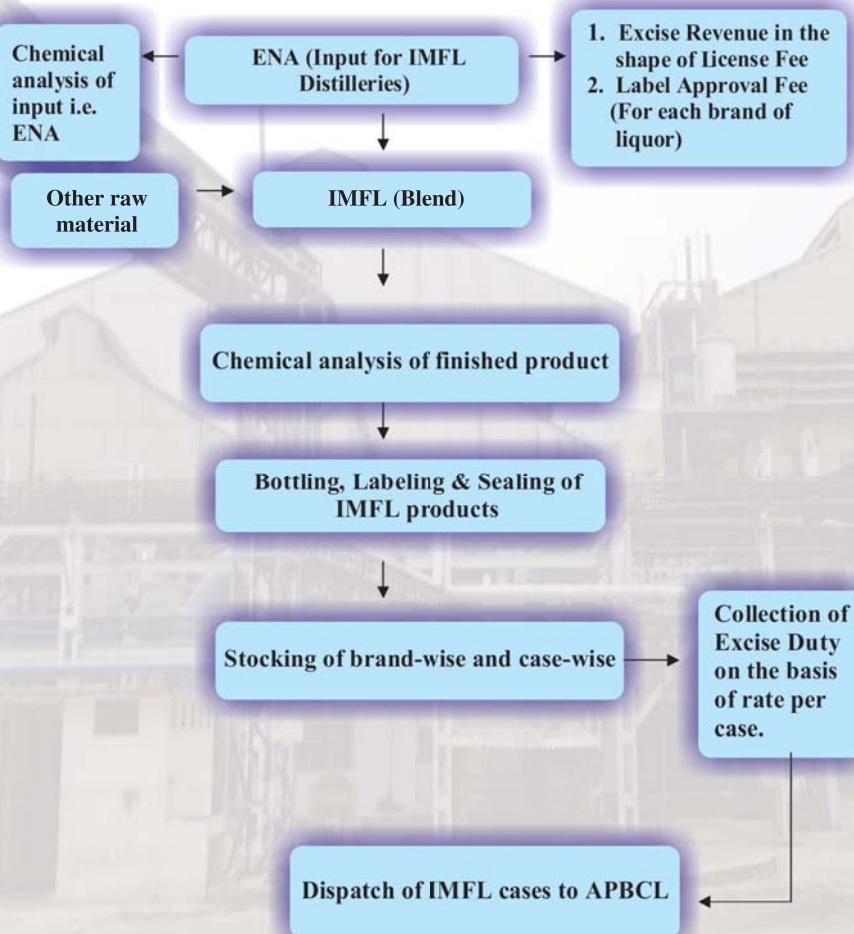 Chemical
analysis of
input i.e.
ENA
ENA (Input for IMFL
Distilleries)
1. Excise Revenue in the
shape of License Fee
2. Label Approval Fee
(For each brand of
liquor)
Other raw
material
IMFL (Blend)
Chemical analysis of finished product
Bottling, Labeling & Sealing of
IMFL products
Stocking of brand-wise and case-wise
Collection of
Excise Duty
on the basis
of rate per
case.
Dispatch of IMFL cases to APBCL